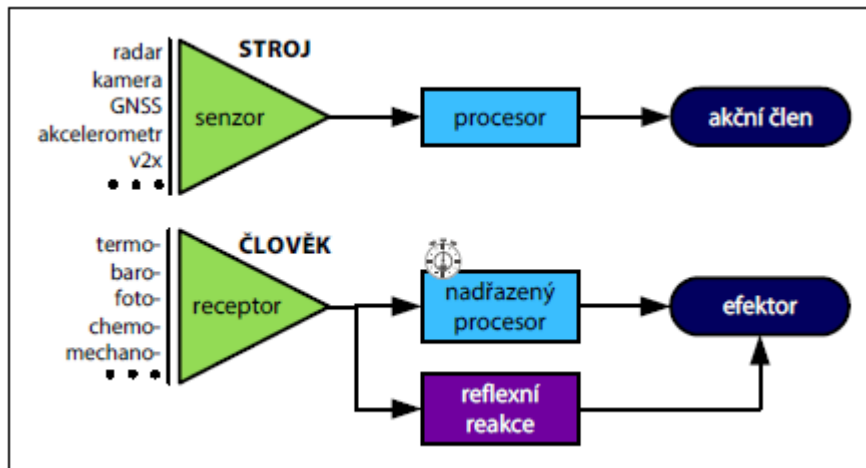 STROJ
radar
kamera
GNSS
akcelerometr
v2x
senzor
procesor
akční člen
ČLOVĚK
termo-
baro-
foto-
chemo-
mechano-
receptor
nadřazený
procesor
efektor
reflexní
reakce